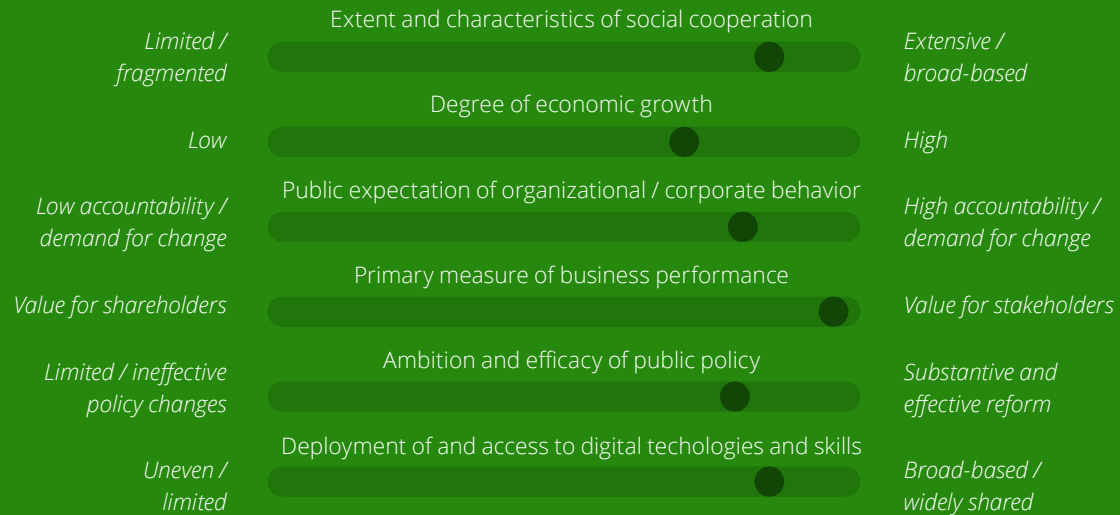 Extent and characteristics of social cooperation
Limited /
fragmented
Extensive /
broad-based
Degree of economic growth
Low
High
Public expectation of organizational / corporate behavior
Low accountability /
demand for change
High accountability /
demand for change
Primary measure of business performance
Value for shareholders
Value for stakeholders
Ambition and efficacy of public policy
Limited / ineffective
policy changes
Substantive and
effective reform
Deployment of and access to digital techologies and skills
Uneven /
limited
Broad-based /
widely shared